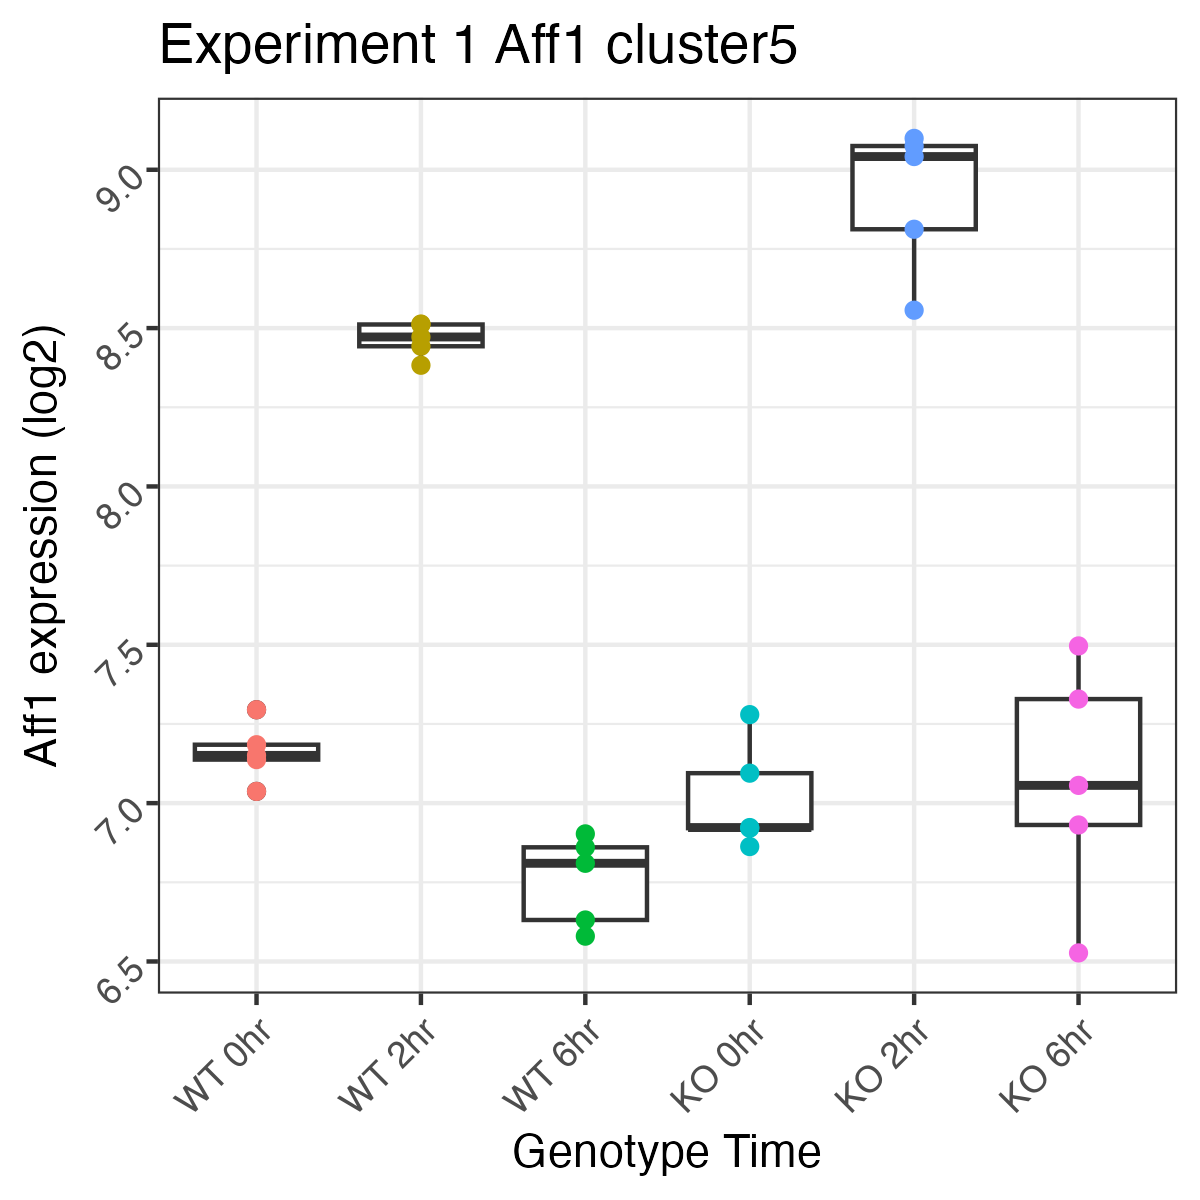 Experiment 1 Aff1 cluster5
Aff1 expression (log2)
9.0
8.5
8.0
7.5
7.0
6.5
WT 0hr
WT 2hr
WT 6hr
KO 0hr
KO 2hr
KO 6hr
Genotype Time